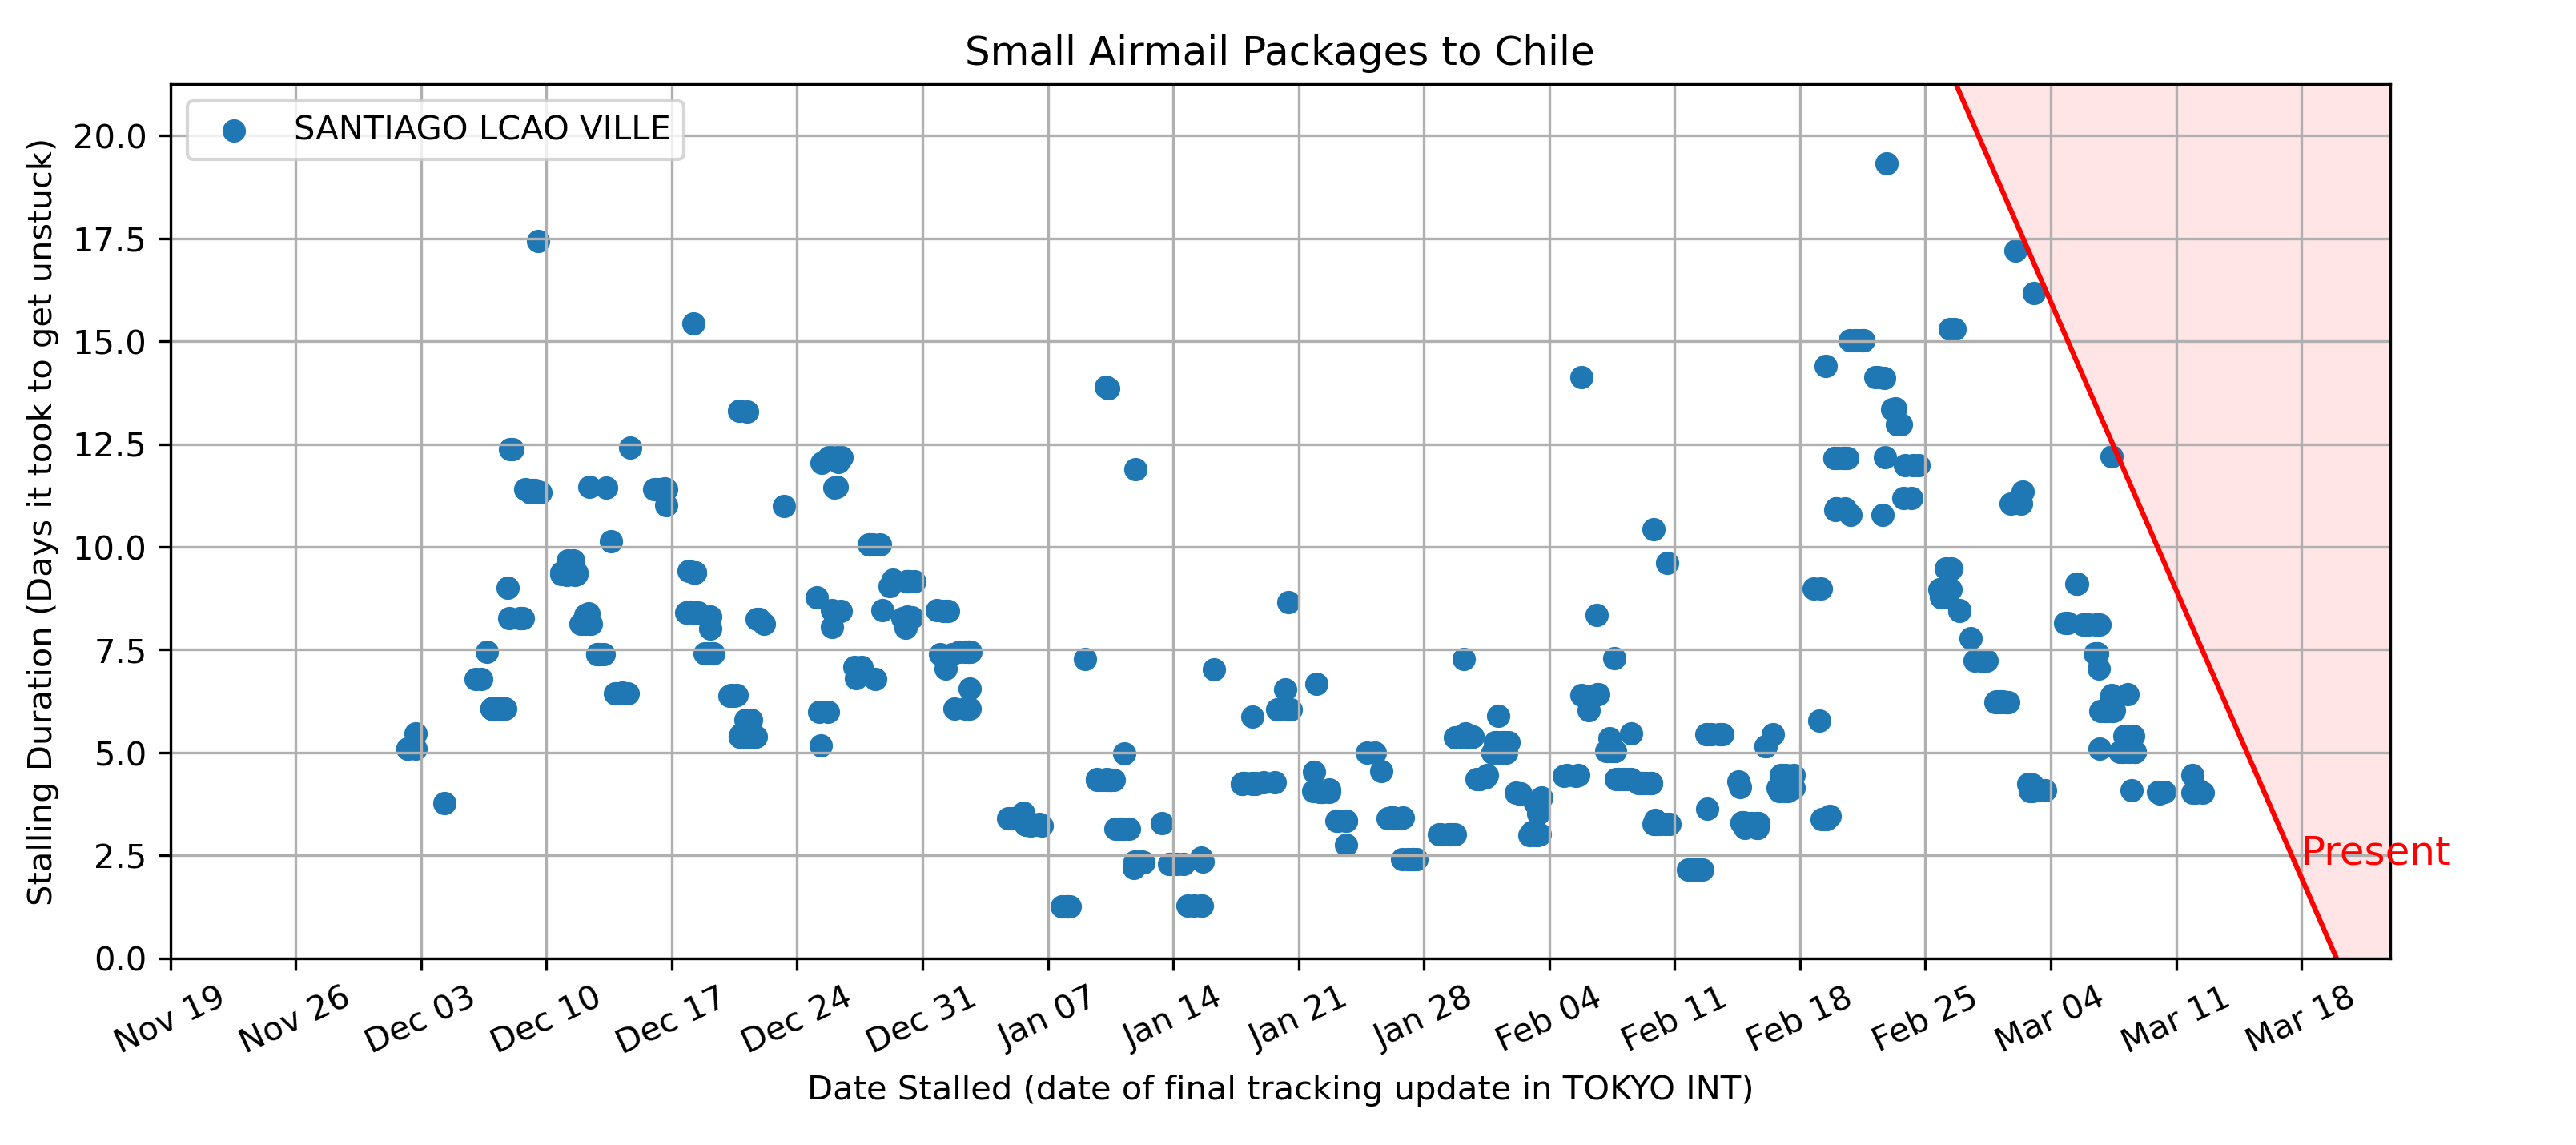 Small Airmail Packages to Chile
SANTIAGO LCAO VILLE
Stalling Duration (Days it took to get unstuck)
20.0
17.5
15.0
12.5
10.0
7.5
5.0
2.5
0.0
Present
Nov 19
Nov 26
Dec 03
Dec 10
Dec 17
Dec 24
Dec 31
Jan 07
Jan 14
Jan 21
Jan 28
Feb 04
Feb 11
Feb 18
Feb 25
Mar 04
Mar 11
Mar 18
Date Stalled (date of final tracking update in TOKYO INT)